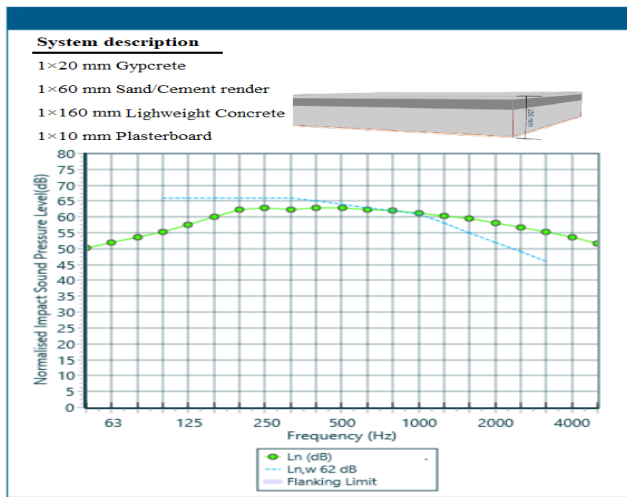 System description
1×20 mm Gypcrete
1×60 mm Sand/Cement render
1×160 mm Lighweight Concrete
1×10 mm Plasterboard
Normalised Impact Sound Pressure Level(dB)
80
75
70
65
60
55
50
45
40
35
30
25
20
15
10
5
0
63
125
250
500
1000
2000
4000
Frequency (Hz)
Ln (dB)
Ln,w 62 dB
Flanking Limit